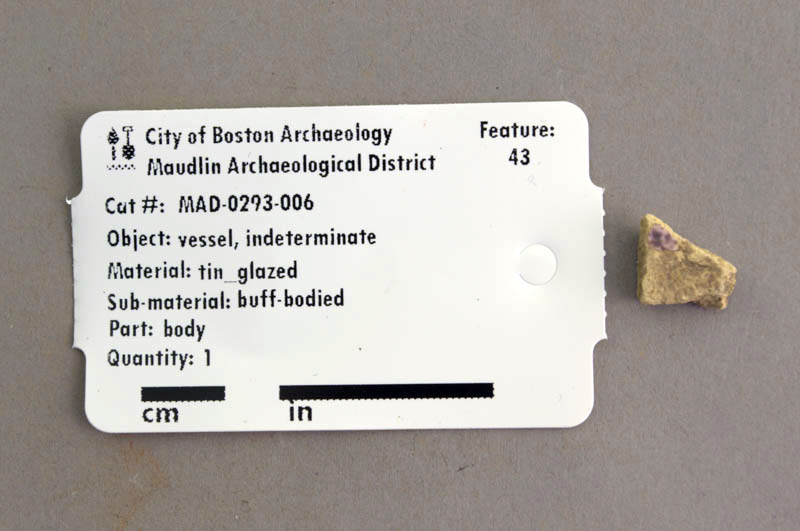 City of Boston Archaeology
Maudlin Archaeological District
Feature:
43
Cat #: MAD-0293-006
Object: vessel, indeterminate
Material: tin_glazed
Sub-material: buff-bodied
Part: body
Quantity: 1
cm in